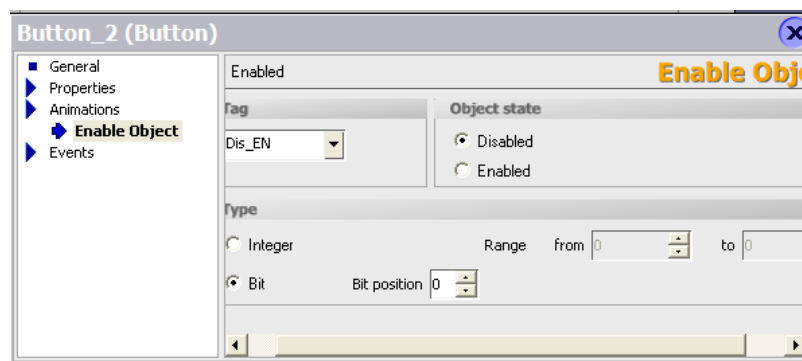 Button_2 (Button)
General
Properties
Animations
Enable Object
Events
Enabled
Enable Obje
Tag
Object state
Dis_EN
Disabled
Enabled
Type
Integer
Range from 0 to 0
Bit
Bit position 0